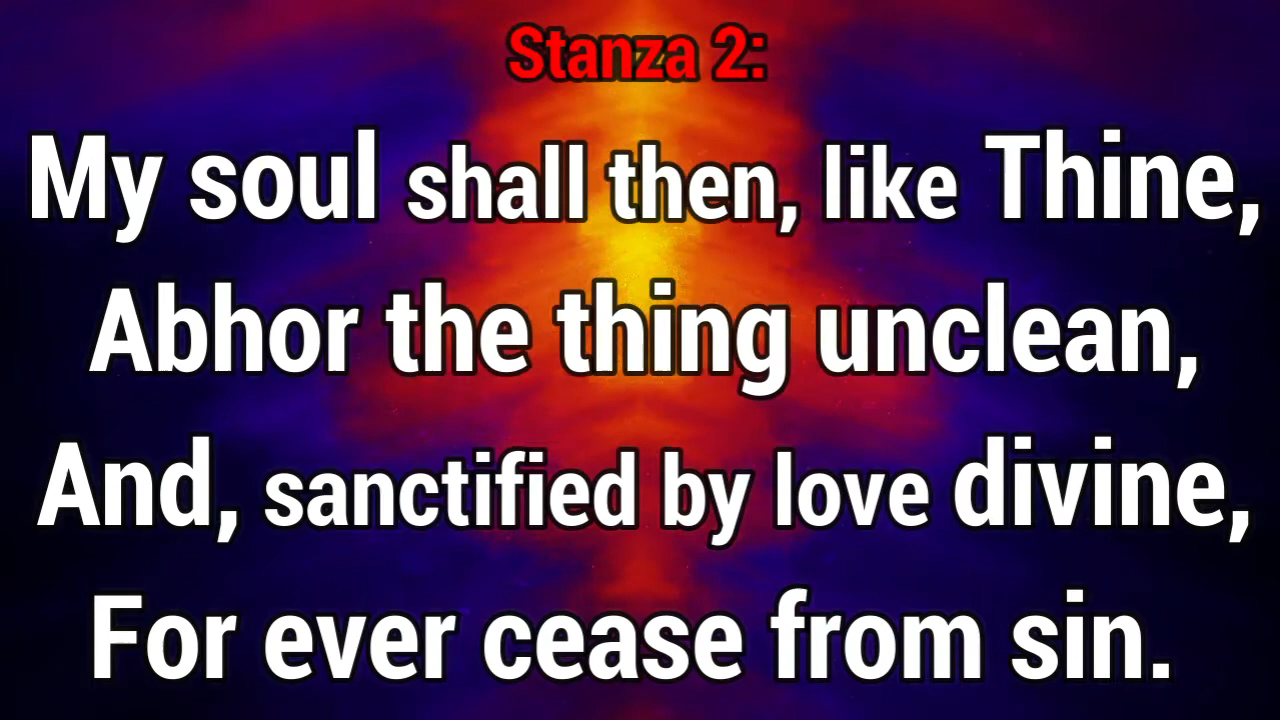 Stanza 2:
My soul shall then, like Thine,
Abhor the thing unclean,
And, sanctified by love divine,
For ever cease from sin.